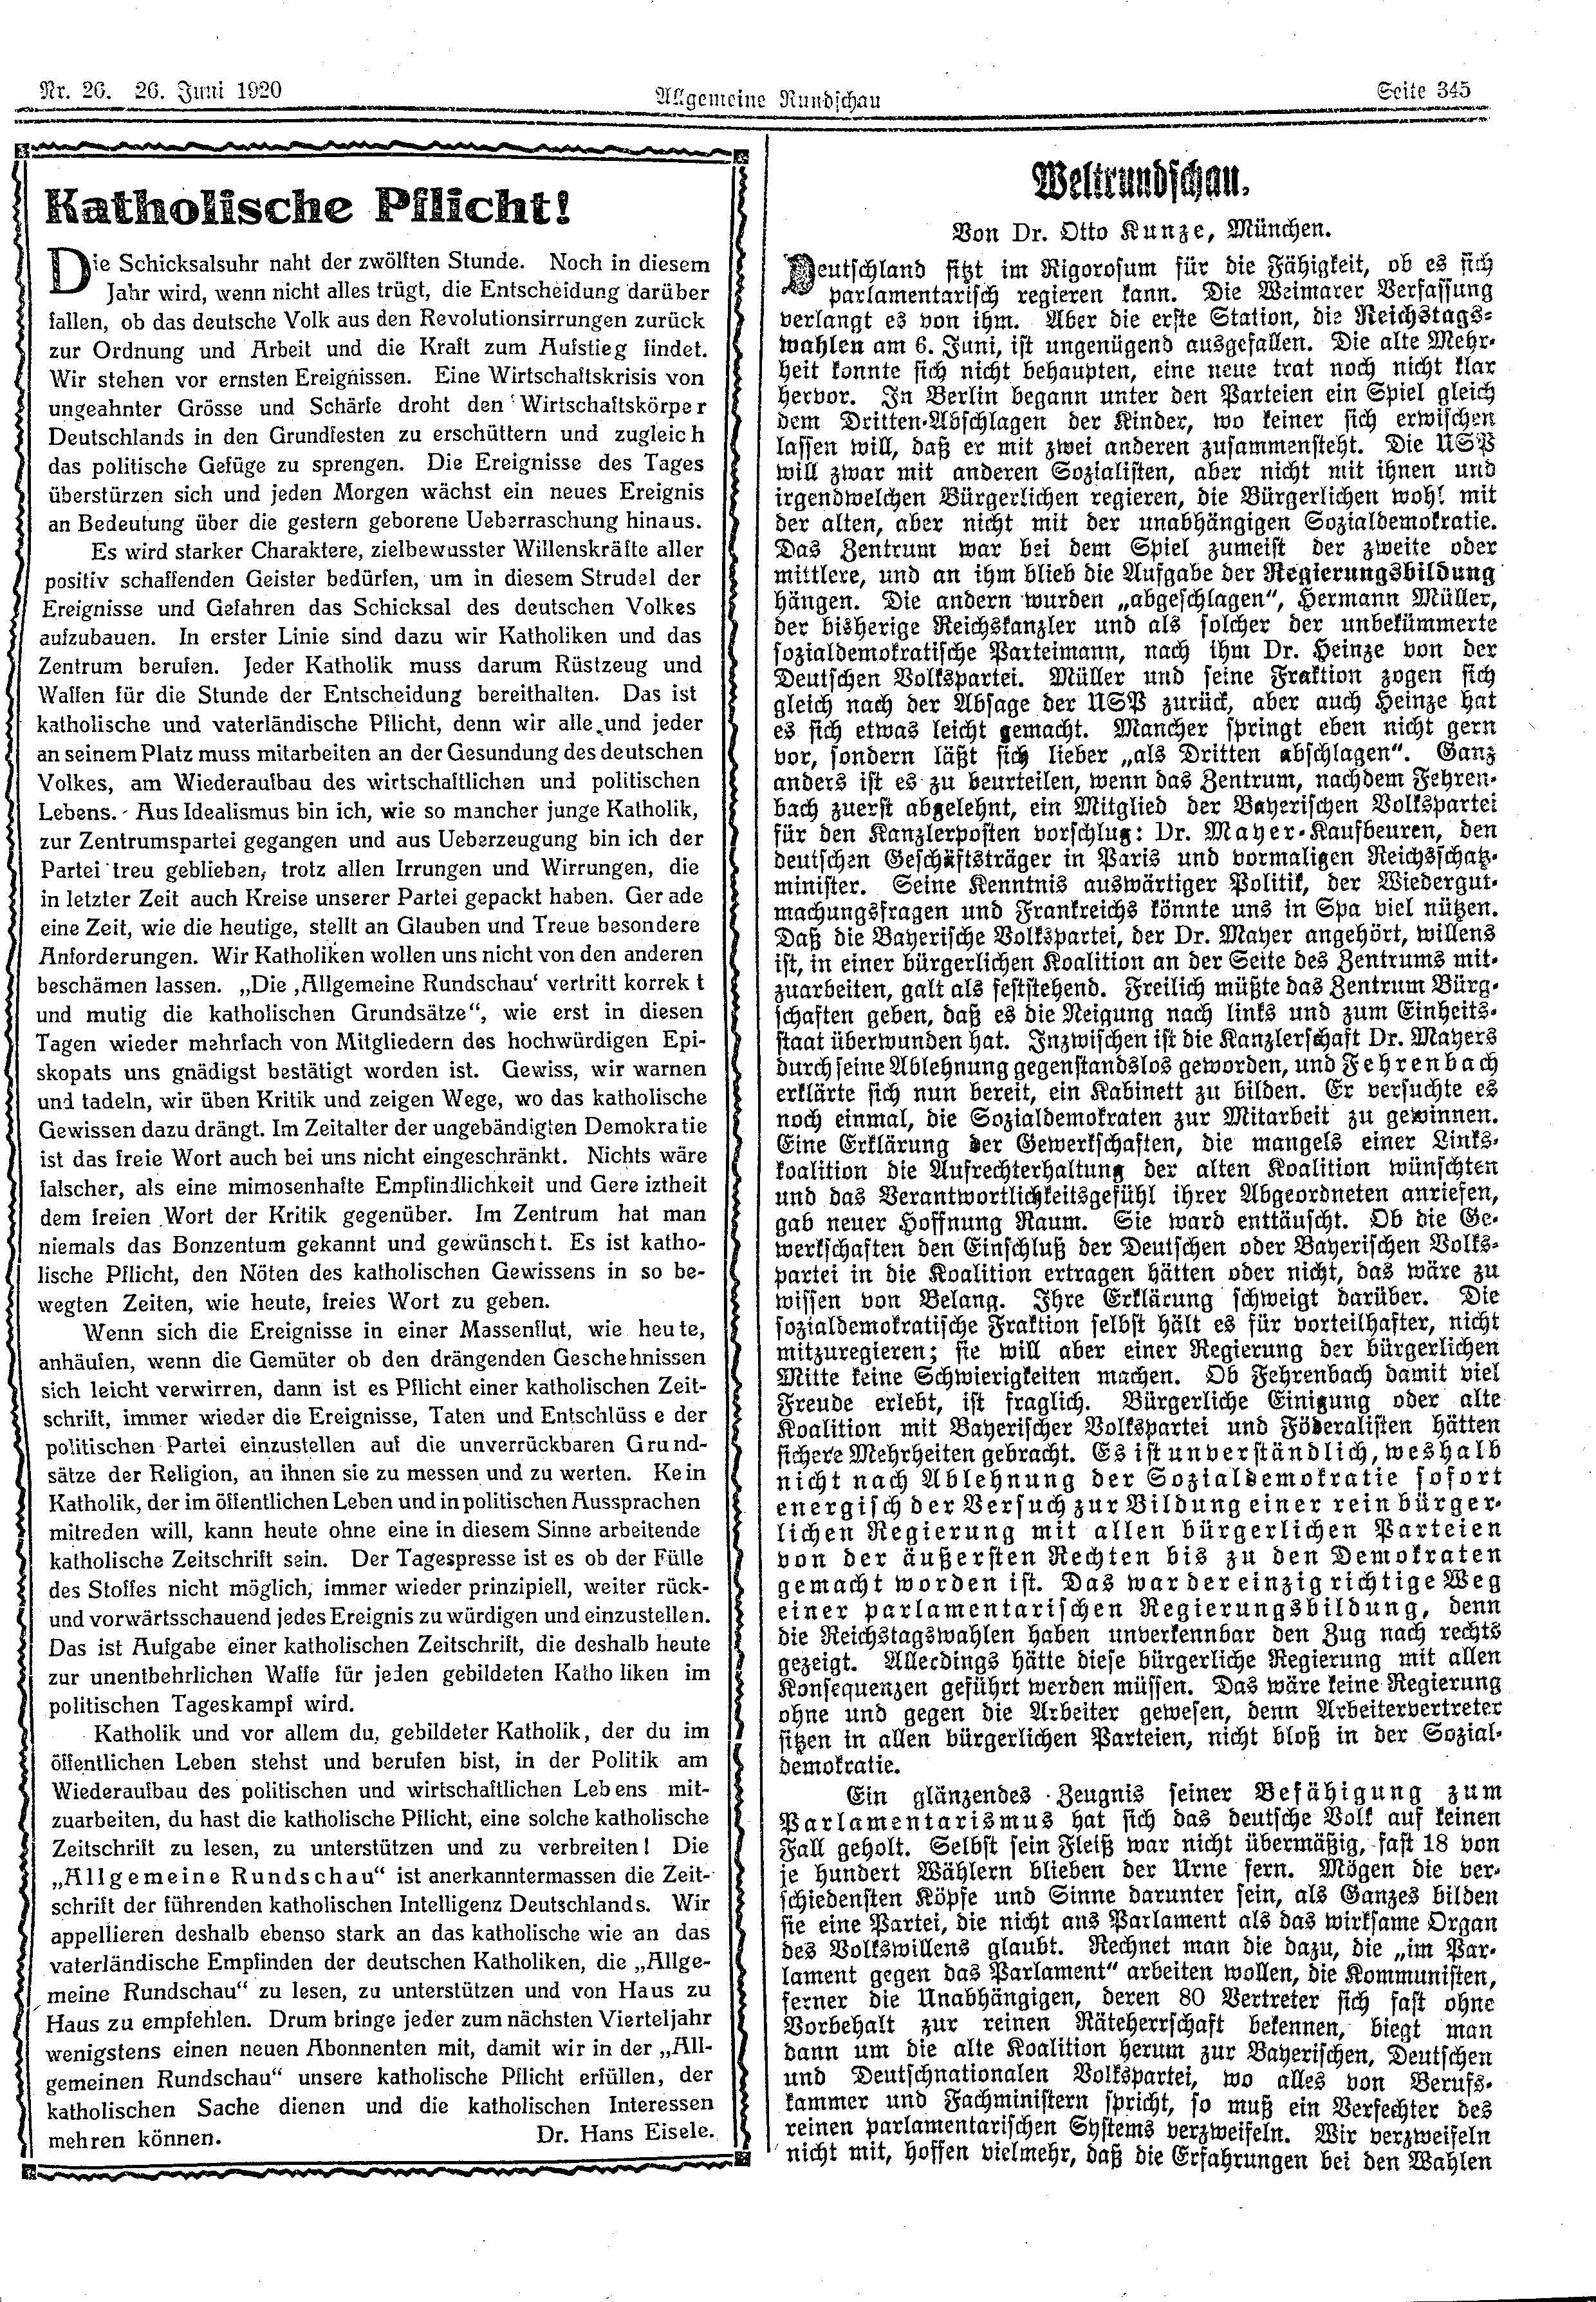 Nr. 26. 26. Juni 1920
Allgemeine Rundschau
Seite 345
Katholische Pflicht!
Die Schicksalsuhr naht der zwölften Stunde. Noch in diesem
Jahr wird, wenn nicht alles trügt, die Entscheidung darüber
fallen, ob das deutsche Volk aus den Revolutionsirrungen zurück
zur Ordnung und Arbeit und die Kraft zum Aufstieg findet.
Wir stehen vor ernsten Ereignissen. Eine Wirtschaftskrisis von
ungeahnter Grösse und Schärfe droht den Wirtschaftskörper
Deutschlands in den Grundfesten zu erschüttern und zugleich
das politische Gefüge zu sprengen. Die Ereignisse des Tages
überstürzen sich und jeden Morgen wächst ein neues Ereignis
an Bedeutung über die gestern geborene Ueberraschung hinaus.
Es wird starker Charaktere, zielbewusster Willenskräfte aller
positiv schaffenden Geister bedürfen, um in diesem Strudel der
Ereignisse und Gefahren das Schicksal des deutschen Volkes
aufzubauen. In erster Linie sind dazu wir Katholiken und das
Zentrum berufen. Jeder Katholik muss darum Rüstzeug und
Waffen für die Stunde der Entscheidung bereithalten. Das ist
katholische und vaterländische Pflicht, denn wir alle und jeder
an seinem Platz muss mitarbeiten an der Gesundung des deutschen
Volkes, am Wiederaufbau des wirtschaftlichen und politischen
Lebens. Aus Idealismus bin ich, wie so mancher junge Katholik,
zur Zentrumspartei gegangen und aus Ueberzeugung bin ich der
Partei treu geblieben, trotz allen Irrungen und Wirrungen, die
in letzter Zeit auch Kreise unserer Partei gepackt haben. Gerade
eine Zeit, wie die heutige, stellt an Glauben und Treue besondere
Anforderungen. Wir Katholiken wollen uns nicht von den anderen
beschämen lassen. „Die ‚Allgemeine Rundschau‘ vertritt korrekt
und mutig die katholischen Grundsätze“, wie erst in diesen
Tagen wieder mehrfach von Mitgliedern des hochwürdigen Epi-
skopats uns gnädigst bestätigt worden ist. Gewiss, wir warnen
und tadeln, wir üben Kritik und zeigen Wege, wo das katholische
Gewissen dazu drängt. Im Zeitalter der ungebändigten Demokratie
ist das freie Wort auch bei uns nicht eingeschränkt. Nichts wäre
falscher, als eine mimosenhafte Empfindlichkeit und Gereiztheit
dem freien Wort der Kritik gegenüber. Im Zentrum hat man
niemals das Bonzentum gekannt und gewünscht. Es ist katho-
lische Pflicht, den Nöten des katholischen Gewissens in so be-
wegten Zeiten, wie heute, freies Wort zu geben.
Wenn sich die Ereignisse in einer Massenflut, wie heute,
anhäufen, wenn die Gemüter ob den drängenden Geschehnissen
sich leicht verwirren, dann ist es Pflicht einer katholischen Zeit-
schrift, immer wieder die Ereignisse, Taten und Entschlüsse der
politischen Partei einzustellen auf die unverrückbaren Grund-
sätze der Religion, an ihnen sie zu messen und zu werten. Kein
Katholik, der im öffentlichen Leben und in politischen Aussprachen
mitreden will, kann heute ohne eine in diesem Sinne arbeitende
katholische Zeitschrift sein. Der Tagespresse ist es ob der Fülle
des Stoffes nicht möglich, immer wieder prinzipiell, weiter rück-
und vorwärtsschauend jedes Ereignis zu würdigen und einzustellen.
Das ist Aufgabe einer katholischen Zeitschrift, die deshalb heute
zur unentbehrlichen Waffe für jeden gebildeten Katholiken im
politischen Tageskampf wird.
Katholik und vor allem du, gebildeter Katholik, der du im
öffentlichen Leben stehst und berufen bist, in der Politik am
Wiederaufbau des politischen und wirtschaftlichen Lebens mit-
zuarbeiten, du hast die katholische Pflicht, eine solche katholische
Zeitschrift zu lesen, zu unterstützen und zu verbreiten! Die
„Allgemeine Rundschau“ ist anerkanntermassen die Zeit-
schrift der führenden katholischen Intelligenz Deutschlands. Wir
appellieren deshalb ebenso stark an das katholische wie an das
vaterländische Empfinden der deutschen Katholiken, die „Allge-
meine Rundschau“ zu lesen, zu unterstützen und von Haus zu
Haus zu empfehlen. Drum bringe jeder zum nächsten Vierteljahr
wenigstens einen neuen Abonnenten mit, damit wir in der „All-
gemeinen Rundschau“ unsere katholische Pflicht erfüllen, der
katholischen Sache dienen und die katholischen Interessen
mehren können. Dr. Hans Eisele.
Weltrundschau.
Von Dr. Otto Kunze, München.
Deutschland sitzt im Rigorosum für die Fähigkeit, ob es sich
parlamentarisch regieren kann. Die Weimarer Verfassung
verlangt es von ihm. Aber die erste Station, die Reichstags-
wahlen am 6. Juni, ist ungenügend ausgefallen. Die alte Mehr-
heit konnte sich nicht behaupten, eine neue trat noch nicht klar
hervor. In Berlin begann unter den Parteien ein Spiel gleich
dem Dritten-Abschlagen der Kinder, wo keiner sich erwischen
lassen will, daß er mit zwei anderen zusammensteht. Die USP
will zwar mit anderen Sozialisten, aber nicht mit ihnen und
irgendwelchen Bürgerlichen regieren, die Bürgerlichen wohl mit
der alten, aber nicht mit der unabhängigen Sozialdemokratie.
Das Zentrum war bei dem Spiel zumeist der zweite oder
mittlere, und an ihm blieb die Aufgabe der Regierungsbildung
hängen. Die andern wurden „abgeschlagen“, Hermann Müller,
der bisherige Reichskanzler und als solcher der unbekümmerte
sozialdemokratische Parteimann, nach ihm Dr. Heinze von der
Deutschen Volkspartei. Müller und seine Fraktion zogen sich
gleich nach der Absage der USP zurück, aber auch Heinze hat
es sich etwas leicht gemacht. Mancher springt eben nicht gern
vor, sondern läßt sich lieber „als Dritten abschlagen“. Ganz
anders ist es zu beurteilen, wenn das Zentrum, nachdem Fehren-
bach zuerst abgelehnt, ein Mitglied der Bayerischen Volkspartei
für den Kanzlerposten vorschlug: Dr. Mayer-Kaufbeuren, den
deutschen Geschäftsträger in Paris und vormaligen Reichsschatz-
minister. Seine Kenntnis auswärtiger Politik, der Wiedergut-
machungsfragen und Frankreichs könnte uns in Spa viel nützen.
Daß die Bayerische Volkspartei, der Dr. Mayer angehört, willens
ist, in einer bürgerlichen Koalition an der Seite des Zentrums mit-
zuarbeiten, galt als feststehend. Freilich müßte das Zentrum Bürg-
schaften geben, daß es die Neigung nach links und zum Einheits-
staat überwunden hat. Inzwischen ist die Kanzlerschaft Dr. Mayers
durch seine Ablehnung gegenstandslos geworden, und Fehrenbach
erklärte sich nun bereit, ein Kabinett zu bilden. Er versuchte es
noch einmal, die Sozialdemokraten zur Mitarbeit zu gewinnen.
Eine Erklärung der Gewerkschaften, die mangels einer Links-
koalition die Aufrechterhaltung der alten Koalition wünschten
und das Verantwortlichkeitsgefühl ihrer Abgeordneten anriefen,
gab neuer Hoffnung Raum. Sie ward enttäuscht. Ob die Ge-
werkschaften den Einschluß der Deutschen oder Bayerischen Volks-
partei in die Koalition ertragen hätten oder nicht, das wäre zu
wissen von Belang. Ihre Erklärung schweigt darüber. Die
sozialdemokratische Fraktion selbst hält es für vorteilhafter, nicht
mitzuregieren; sie will aber einer Regierung der bürgerlichen
Mitte keine Schwierigkeiten machen. Ob Fehrenbach damit viel
Freude erlebt, ist fraglich. Bürgerliche Einigung oder alte
Koalition mit Bayerischer Volkspartei und Föderalisten hätten
sichere Mehrheiten gebracht. Es ist unverständlich, weshalb
nicht nach Ablehnung der Sozialdemokratie sofort
energisch der Versuch zur Bildung einer rein bürger-
lichen Regierung mit allen bürgerlichen Parteien
von der äußersten Rechten bis zu den Demokraten
gemacht worden ist. Das war der einzig richtige Weg
einer parlamentarischen Regierungsbildung, denn
die Reichstagswahlen haben unverkennbar den Zug nach rechts
gezeigt. Allerdings hätte diese bürgerliche Regierung mit allen
Konsequenzen geführt werden müssen. Das wäre keine Regierung
ohne und gegen die Arbeiter gewesen, denn Arbeitervertreter
sitzen in allen bürgerlichen Parteien, nicht bloß in der Sozial-
demokratie.
Ein glänzendes Zeugnis seiner Befähigung zum
Parlamentarismus hat sich das deutsche Volk auf keinen
Fall geholt. Selbst sein Fleiß war nicht übermäßig, fast 18 von
je hundert Wählern blieben der Urne fern. Mögen die ver-
schiedensten Köpfe und Sinne darunter sein, als Ganzes bilden
sie eine Partei, die nicht ans Parlament als das wirksame Organ
des Volkswillens glaubt. Rechnet man die dazu, die „im Par-
lament gegen das Parlament“ arbeiten wollen, die Kommunisten,
ferner die Unabhängigen, deren 80 Vertreter sich fast ohne
Vorbehalt zur reinen Räteherrschaft bekennen, biegt man
dann um die alte Koalition herum zur Bayerischen, Deutschen
und Deutschnationalen Volkspartei, wo alles von Berufs-
kammer und Fachministern spricht, so muß ein Verfechter des
reinen parlamentarischen Systems verzweifeln. Wir verzweifeln
nicht mit, hoffen vielmehr, daß die Erfahrungen bei den Wahlen